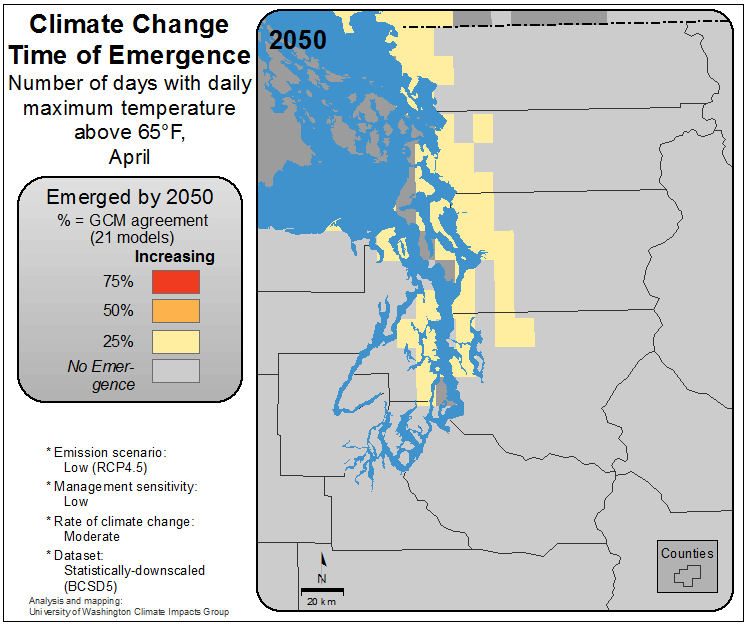 Climate Change
Time of Emergence
Number of days with daily
maximum temperature
above 65°F,
April
Emerged by 2050
% = GCM agreement
(21 models)
Increasing
75%
50%
25%
No Emer-
gence
* Emission scenario:
Low (RCP4.5)
* Management sensitivity:
Low
* Rate of climate change:
Moderate
* Dataset:
Statistically-downscaled
(BCSD5)
Analysis and mapping:
University of Washington Climate Impacts Group
2050
N
20 km
Counties